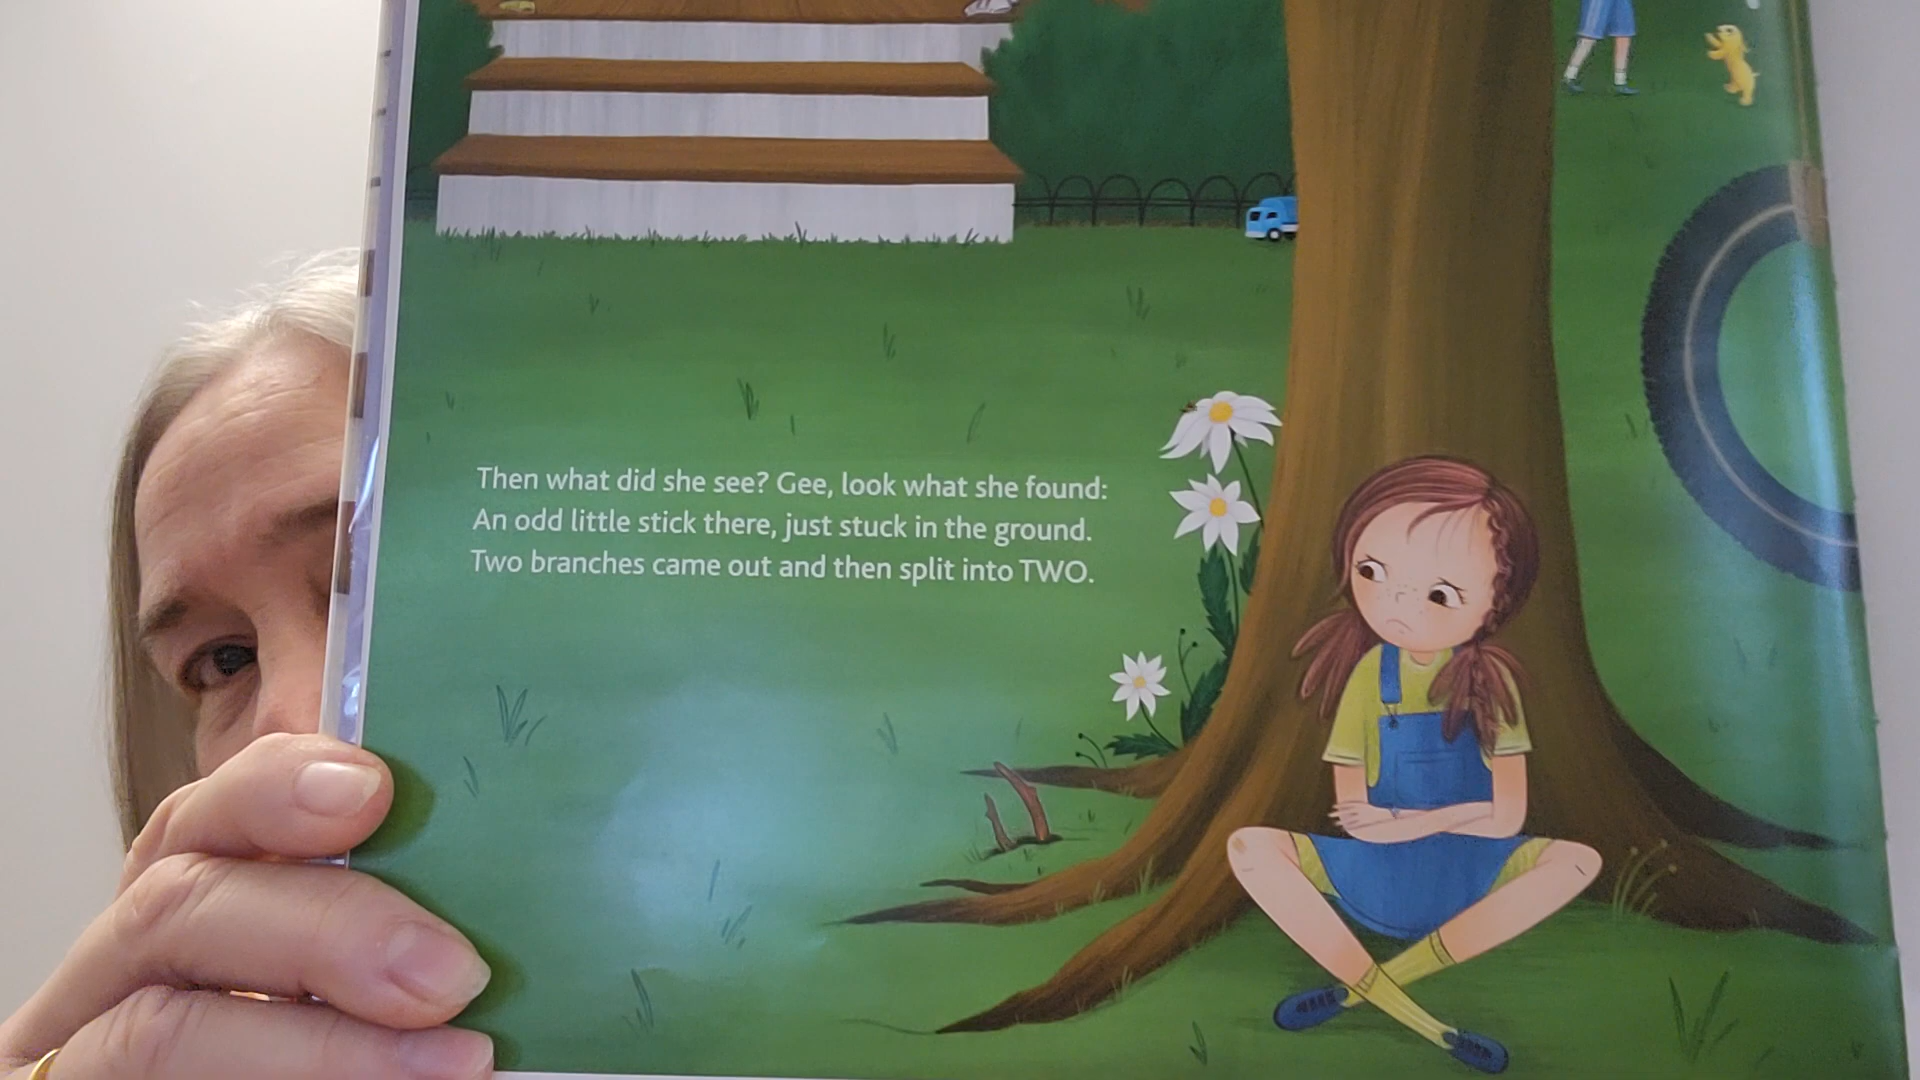 Then what did she see? Gee, look what she found:
An odd little stick there, just stuck in the ground.
Two branches came out and then split into TWO.